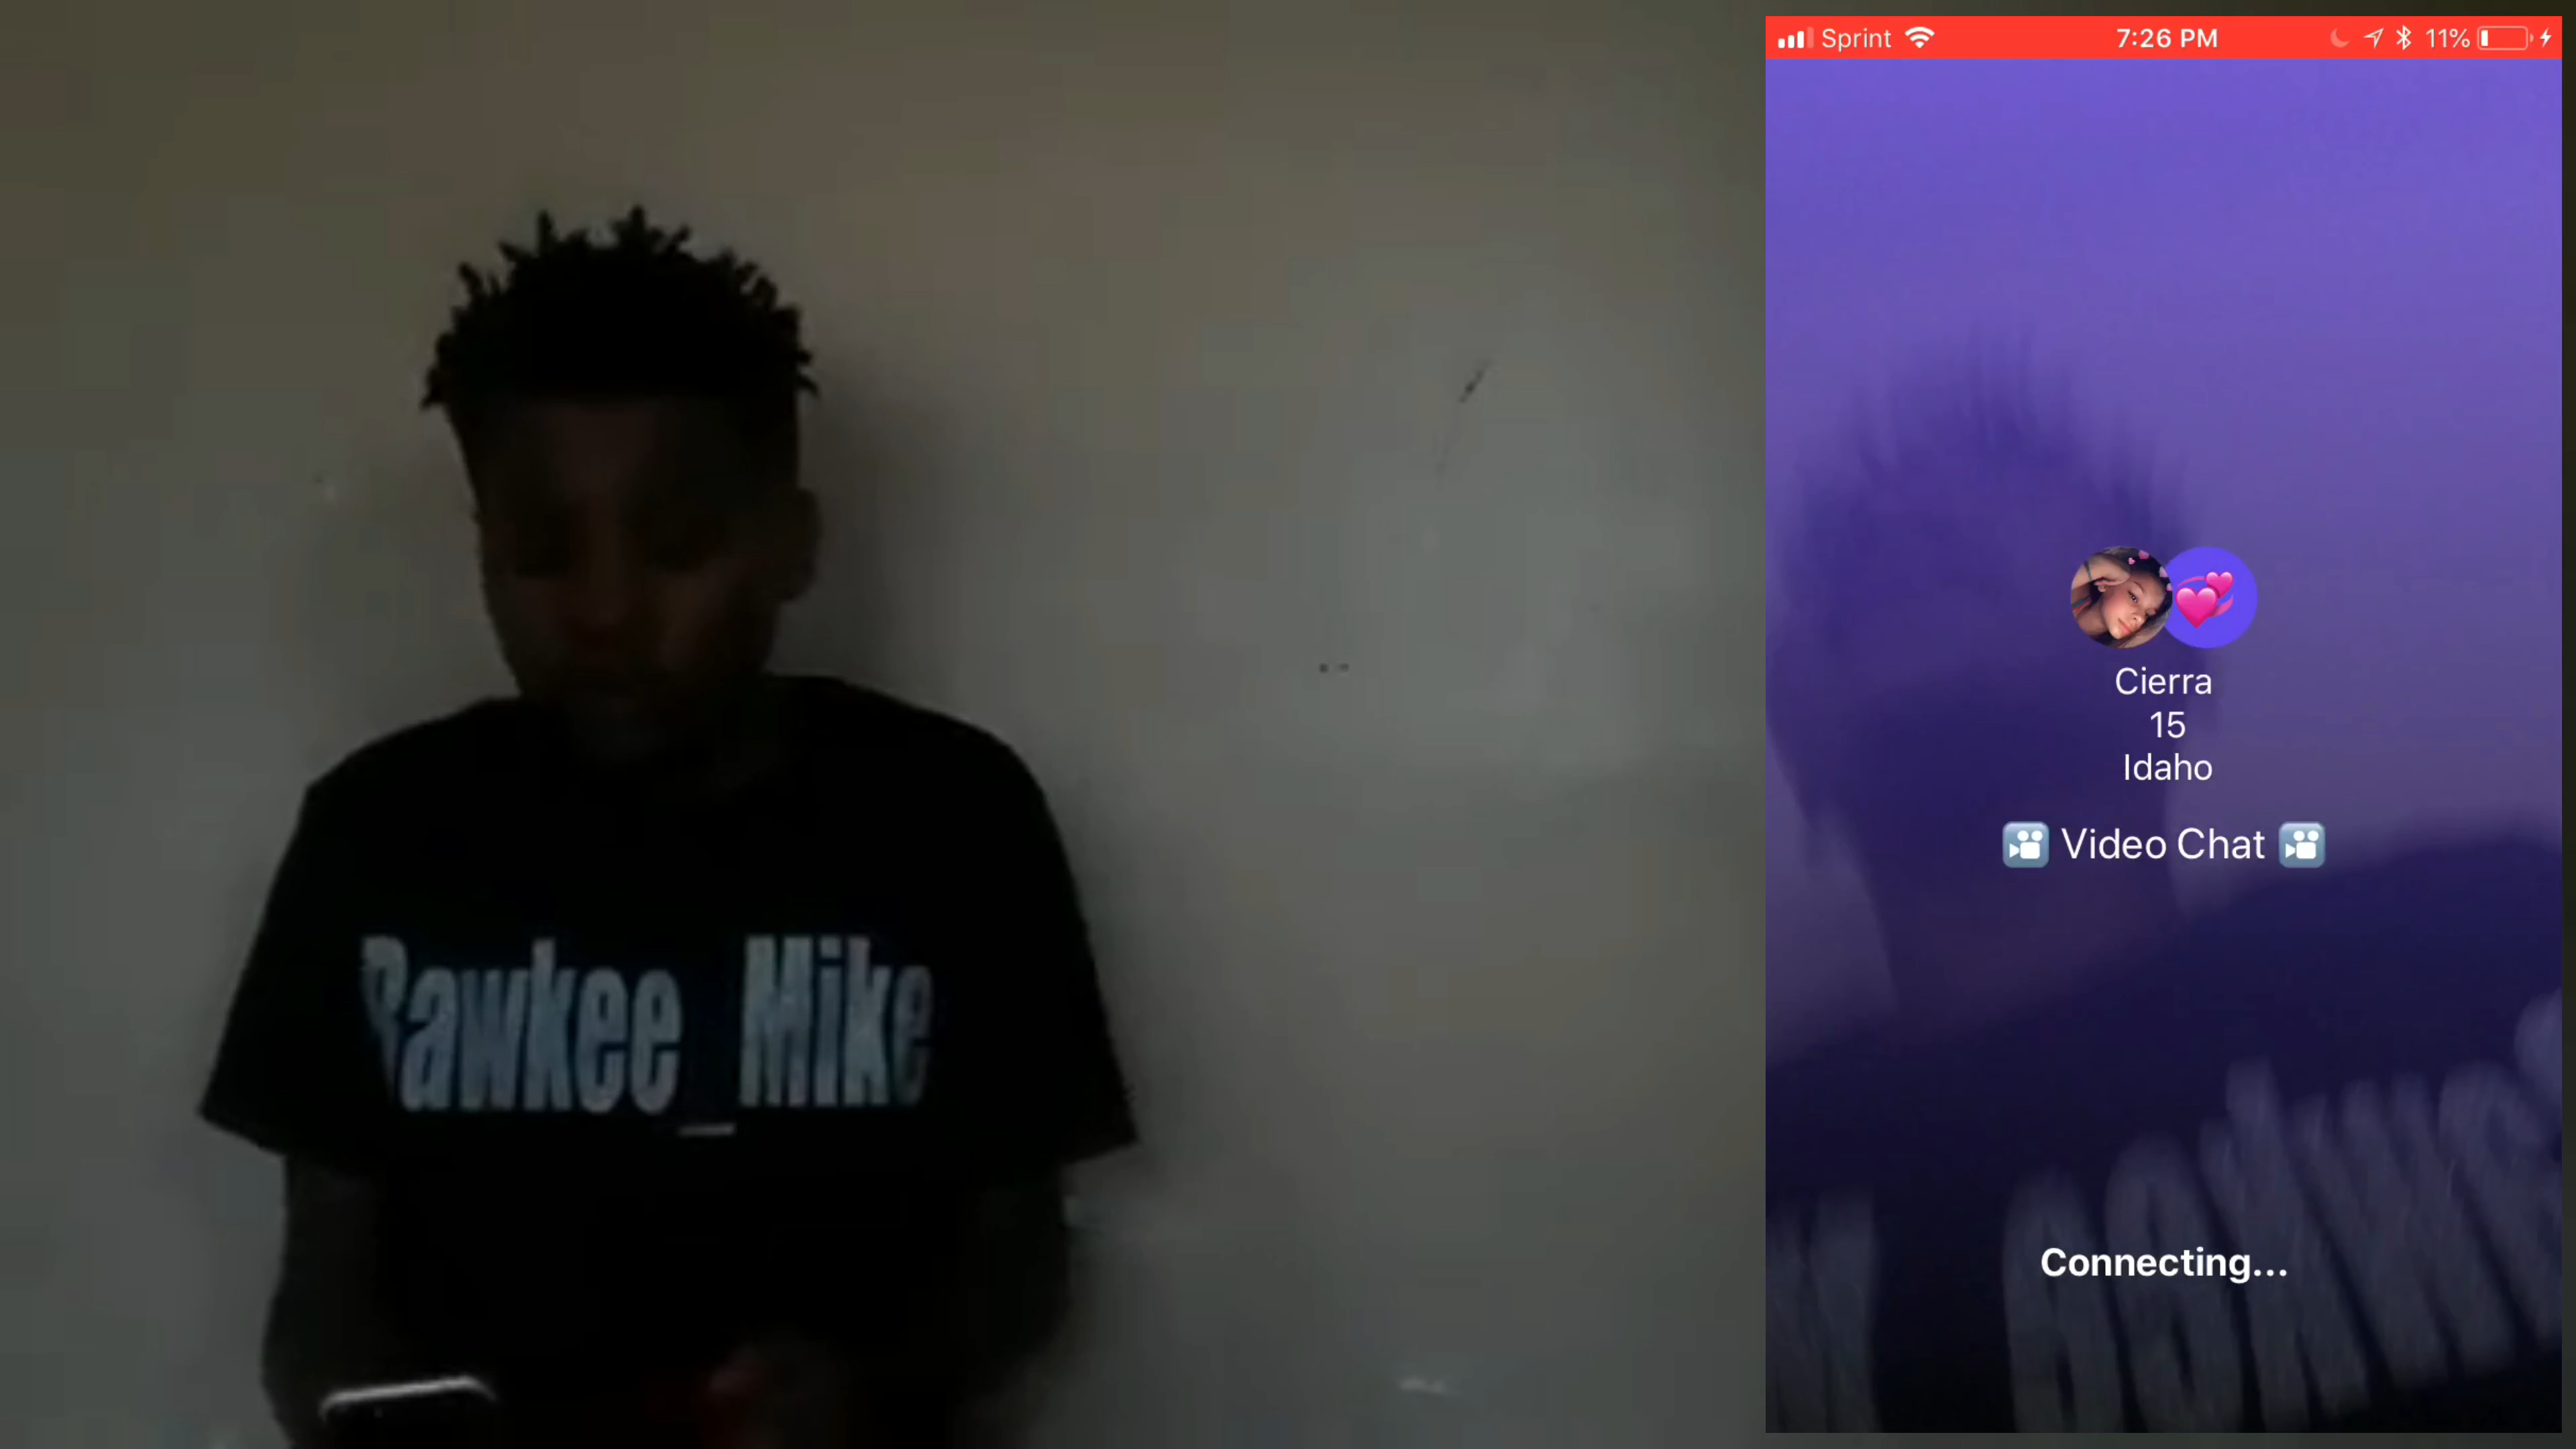 Rawkee_Mike
Sprint 7:26 PM 11%
Cierra
15
Idaho
Video Chat
Connecting...